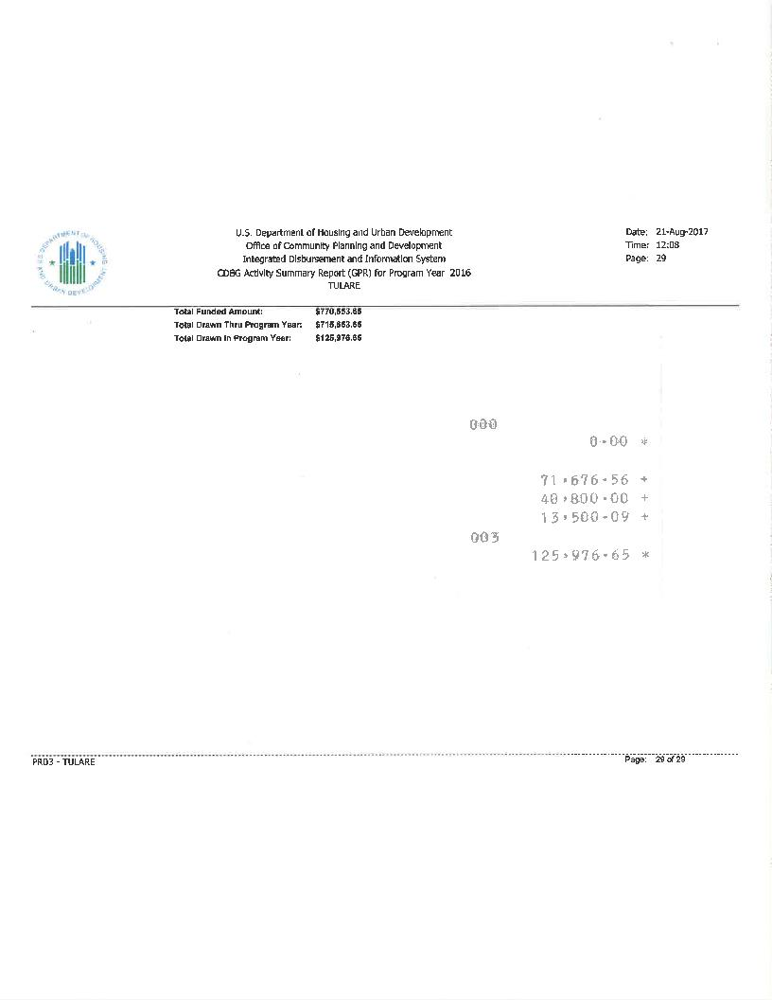 U.S. DEPARTMENT OF HOUSING AND URBAN DEVELOPMENT
U.S. Department of Housing and Urban Development
Office of Community Planning and Development
Integrated Disbursement and Information System
CDBG Activity Summary Report (GPR) for Program Year 2016
TULARE
Date: 21-Aug-2017
Time: 12:08
Page: 29
Total Funded Amount: $770,553.65
Total Drawn Thru Program Year: $715,653.65
Total Drawn In Program Year: $125,976.65
000
0.00 *
71,676.56 +
40,800.00 +
13,500.09 +
003
125,976.65 *
PR03 - TULARE
Page: 29 of 29